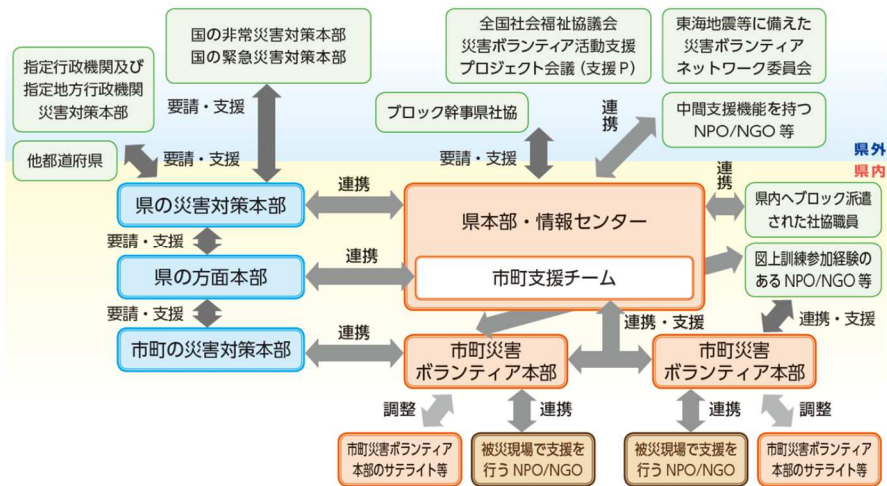 国の非常災害対策本部
国の緊急災害対策本部
全国社会福祉協議会
災害ボランティア活動支援
プロジェクト会議（支援P）
東海地震等に備えた
災害ボランティア
ネットワーク委員会
指定行政機関及び
指定地方行政機関
災害対策本部
要請・支援
ブロック幹事県社協
連携
中間支援機能を持つ
NPO/NGO 等
他都道府県
要請・支援
要請・支援
県外
県内
県の災害対策本部
連携
県本部・情報センター
連携
県内へブロック派遣
された社協職員
要請・支援
県の方面本部
連携
市町支援チーム
図上訓練参加経験の
あるNPO/NGO 等
要請・支援
連携・支援
連携・支援
市町の災害対策本部
連携
市町災害
ボランティア本部
市町災害
ボランティア本部
調整
連携
連携
調整
市町災害ボランティア
本部のサテライト等
被災現場で支援を
行うNPO/NGO
被災現場で支援を
行うNPO/NGO
市町災害ボランティア
本部のサテライト等